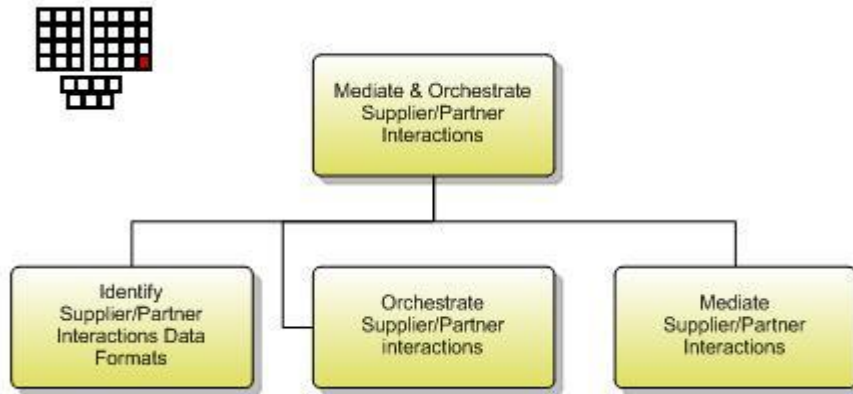 Mediate & Orchestrate
Supplier/Partner
Interactions
Identify
Supplier/Partner
Interactions Data
Formats
Orchestrate
Supplier/Partner
interactions
Mediate
Supplier/Partner
Interactions